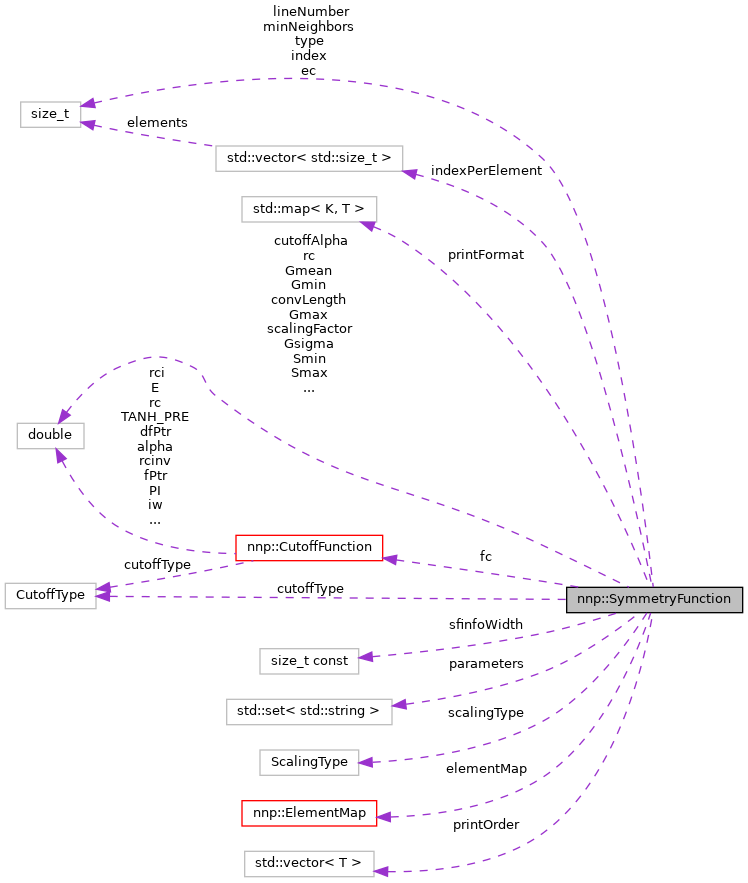 lineNumber
minNeighbors
type
index
ec
size_t
elements
std::vector< std::size_t >
indexPerElement
std::map< K, T >
printFormat
cutoffAlpha
rc
Gmean
Gmin
convLength
Gmax
scalingFactor
Gsigma
Smin
Smax
...
rci
E
rc
TANH_PRE
dfPtr
alpha
rcinv
fPtr
PI
iw
...
double
nnp::CutoffFunction
fc
cutoffType
cutoffType
CutoffType
nnp::SymmetryFunction
sfinfoWidth
size_t const
parameters
std::set< std::string >
scalingType
ScalingType
elementMap
nnp::ElementMap
printOrder
std::vector< T >